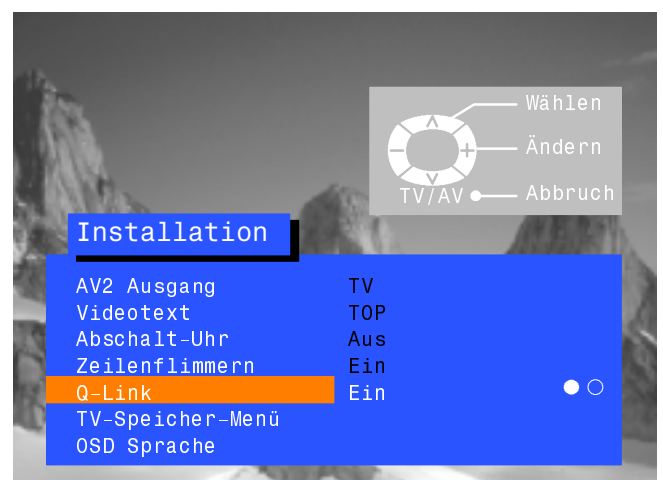 Wählen
Ändern
TV/AV Abbruch
Installation
AV2 Ausgang TV
Videotext TOP
Abschalt-Uhr Aus
Zeilenflimmern Ein
Q-Link Ein
TV-Speicher-Menü
OSD Sprache